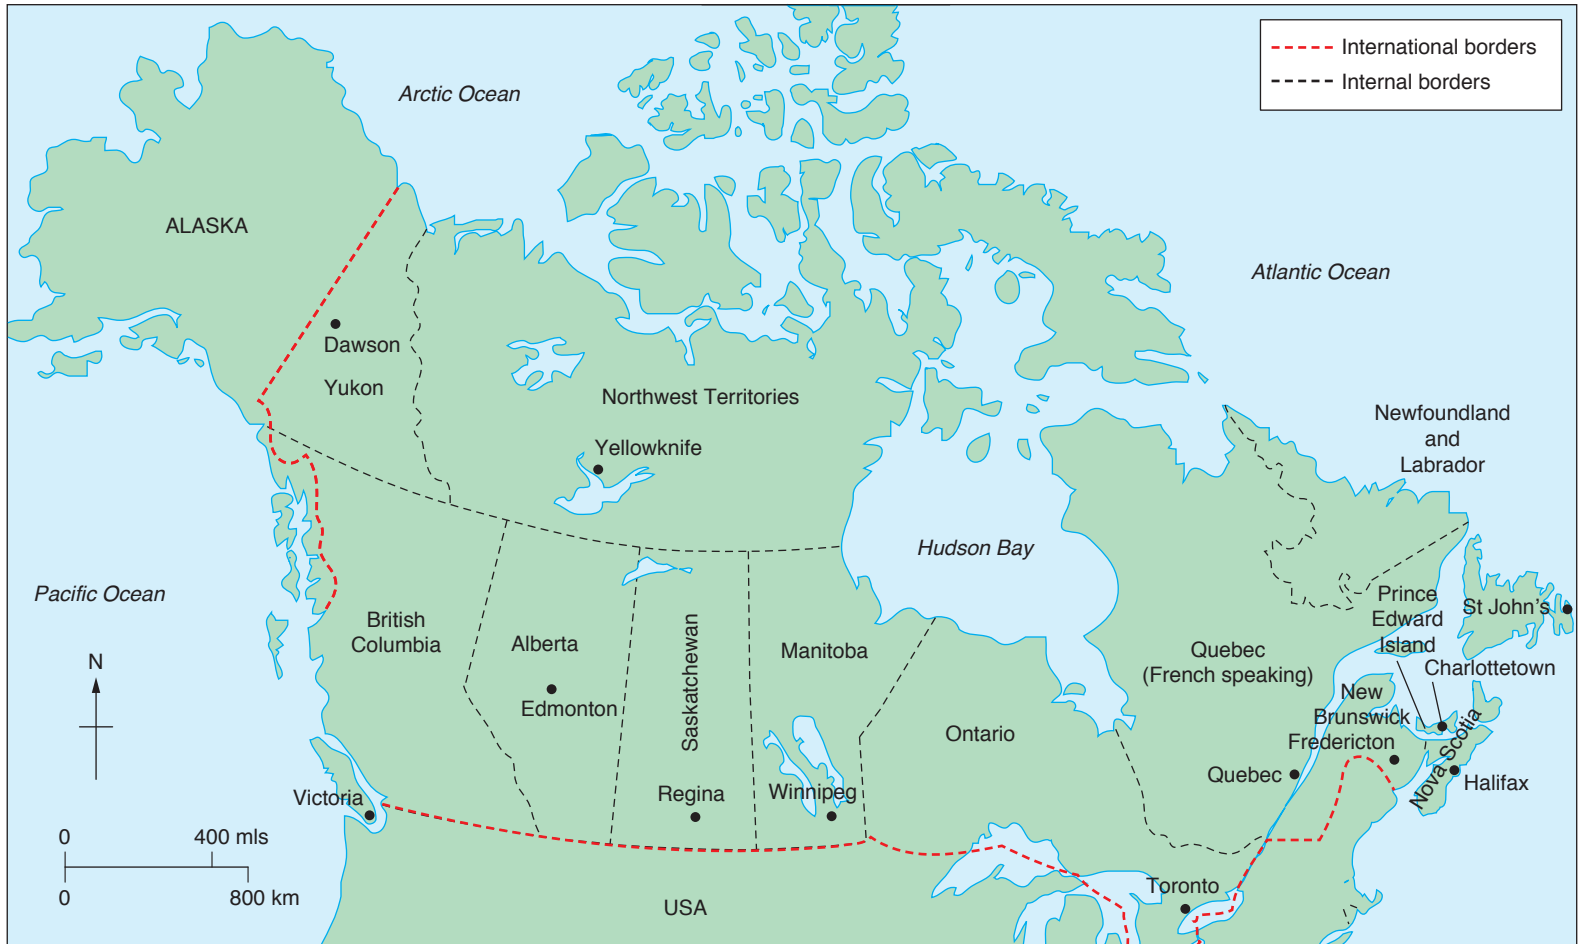 International borders
Internal borders
Arctic Ocean
ALASKA
Atlantic Ocean
Dawson
Yukon
Northwest Territories
Newfoundland
and
Labrador
Yellowknife
Hudson Bay
Pacific Ocean
Prince
Edward
Island
St John's
British
Columbia
Alberta
Saskatchewan
Manitoba
Quebec
(French speaking)
Charlottetown
N
New
Brunswick
Edmonton
Ontario
Fredericton
Nova Scotia
Quebec
Halifax
Victoria
Regina
Winnipeg
0 400 mls
0 800 km
Toronto
USA